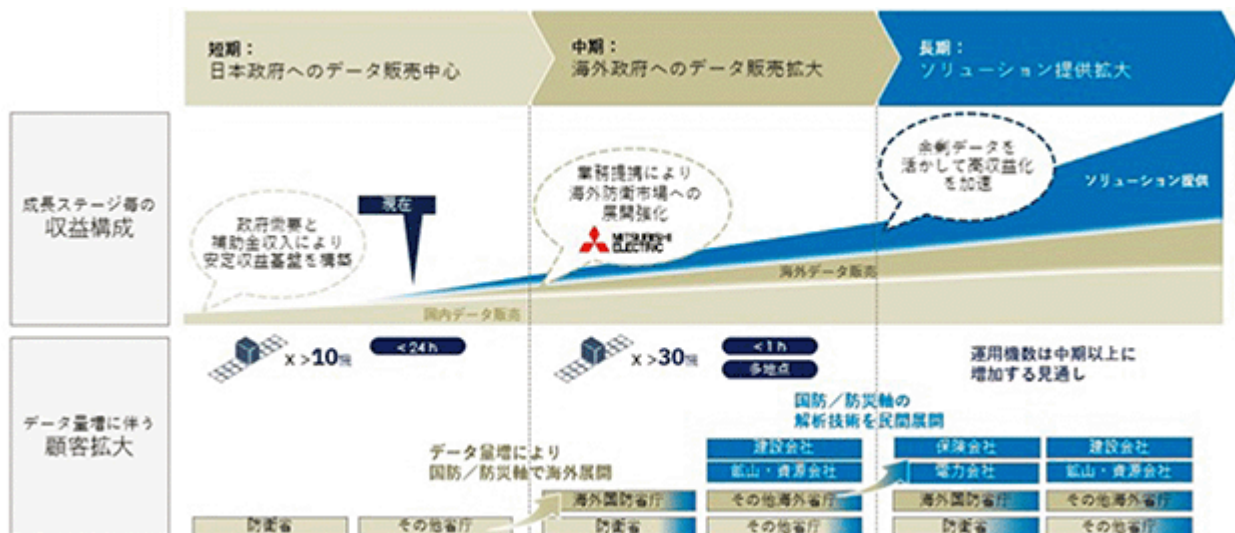 短期：
日本政府へのデータ販売中心
中期：
海外政府へのデータ販売拡大
長期：
ソリューション提供拡大
成長ステージ毎の
収益構成
政府需要と
補助金収入により
安定収益基盤を構築
現在
業務提携により
海外防衛市場への
展開強化
MITSUBISHI
ELECTRIC
余剰データを
活かして高収益化
を加速
ソリューション提供
海外データ販売
国内データ販売
データ量増に伴う
顧客拡大
x >10機
<24h
x >30機
<1h
多地点
運用機数は中期以上に
増加する見通し
データ量増により
国防／防災軸で海外展開
国防／防災軸の
解析技術を民間展開
建設会社
鉱山・資源会社
保険会社
建設会社
電力会社
鉱山・資源会社
海外国防省庁
その他海外省庁
海外国防省庁
その他海外省庁
防衛省
その他省庁
防衛省
その他省庁
防衛省
その他省庁